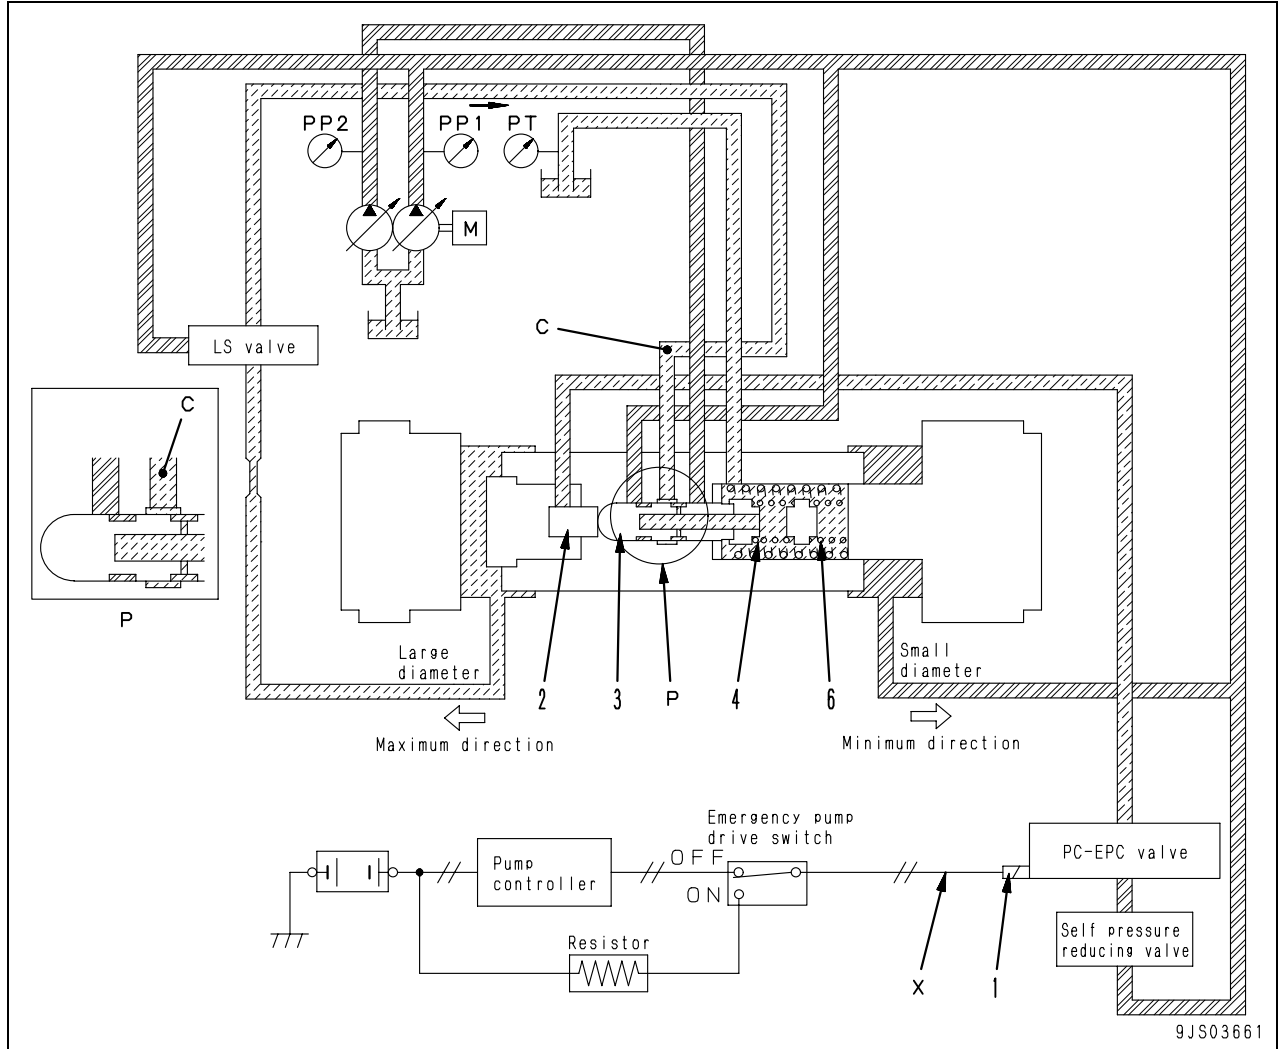 PP2
PP1
PT
M
C
LS valve
C
P
Large
diameter
Small
diameter
2
3
P
4
6
Maximum direction
Minimum direction
Emergency pump
drive switch
OFF
ON
Pump
controller
Resistor
PC-EPC valve
Self pressure
reducing valve
X
1
9JS03661